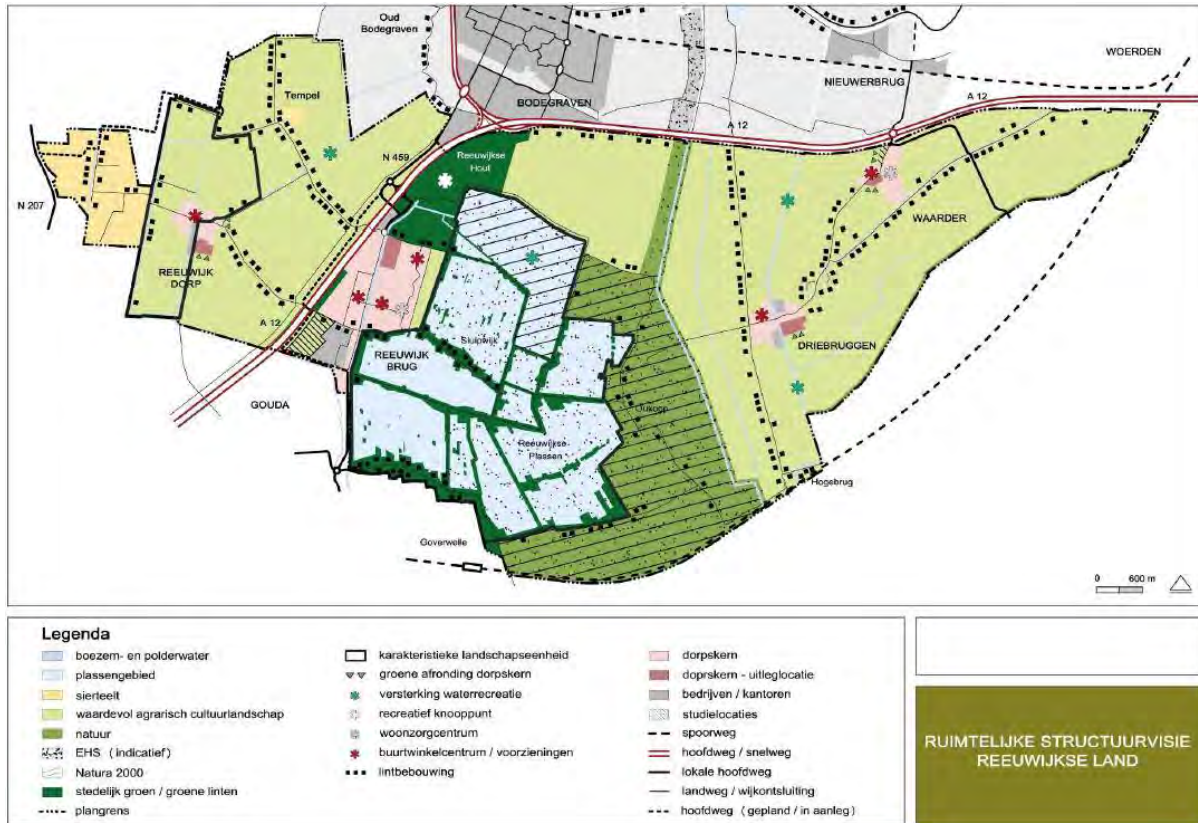 Oud
Bodegraven
WOERDEN
NIEUWERBRUG
A 12
Tempel
BODEGRAVEN
A 12
N 459
Reeuwijkse
Hout
N 207
WAARDER
REEUWIJK
DORP
A 12
DRIEBRUGGEN
Sluipwijk
REEUWIJK
BRUG
GOUDA
Oukoop
Reeuwijkse
Plassen
Hogebrug
Goverwelle
0 600 m
Legenda
boezem- en polderwater
plassengebied
sierteelt
waardevol agrarisch cultuurlandschap
natuur
EHS ( indicatief )
Natura 2000
stedelijk groen / groene linten
plangrens
karakteristieke landschapseenheid
groene afronding dorpskern
versterking waterrecreatie
recreatief knooppunt
woonzorgcentrum
buurtwinkelcentrum / voorzieningen
lintbebouwing
dorpskern
doprskern - uitleglocatie
bedrijven / kantoren
studielocaties
spoorweg
hoofdweg / snelweg
lokale hoofdweg
landweg / wijkontsluiting
hoofdweg ( gepland / in aanleg )
RUIMTELIJKE STRUCTUURVISIE
REEUWIJKSE LAND